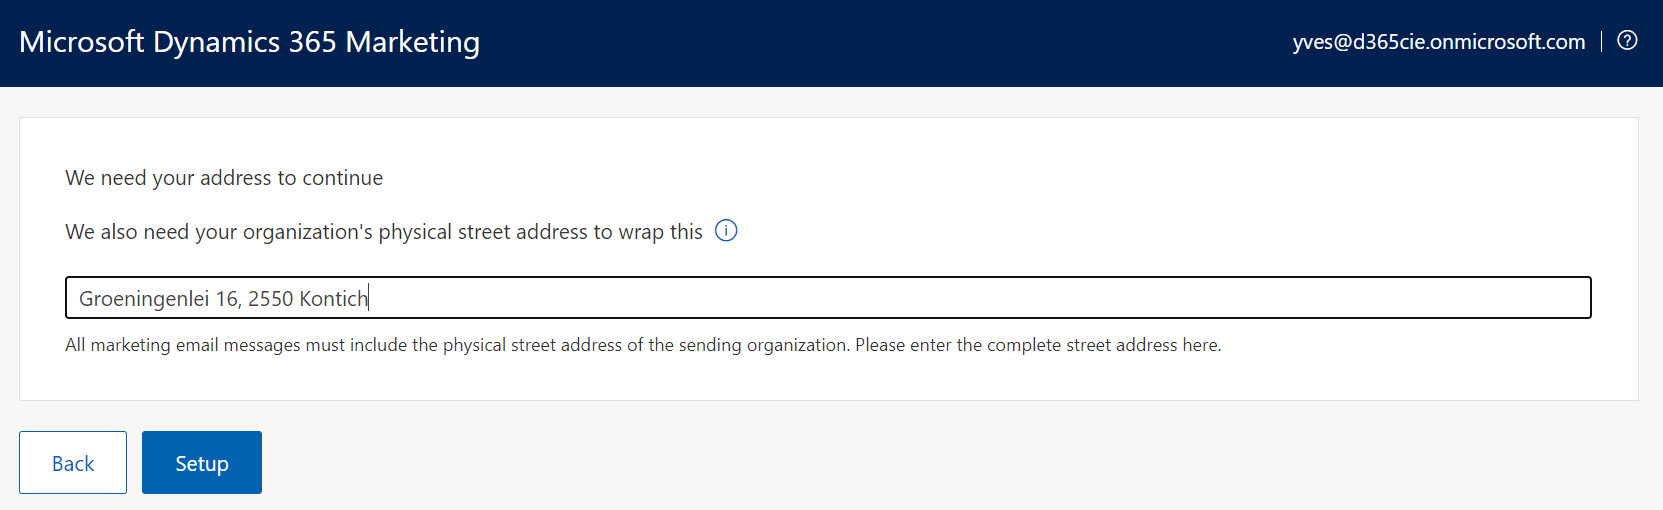 Microsoft Dynamics 365 Marketing
yves@d365cie.onmicrosoft.com
We need your address to continue
We also need your organization's physical street address to wrap this
Groeningenlei 16, 2550 Kontich
All marketing email messages must include the physical street address of the sending organization. Please enter the complete street address here.
Back
Setup